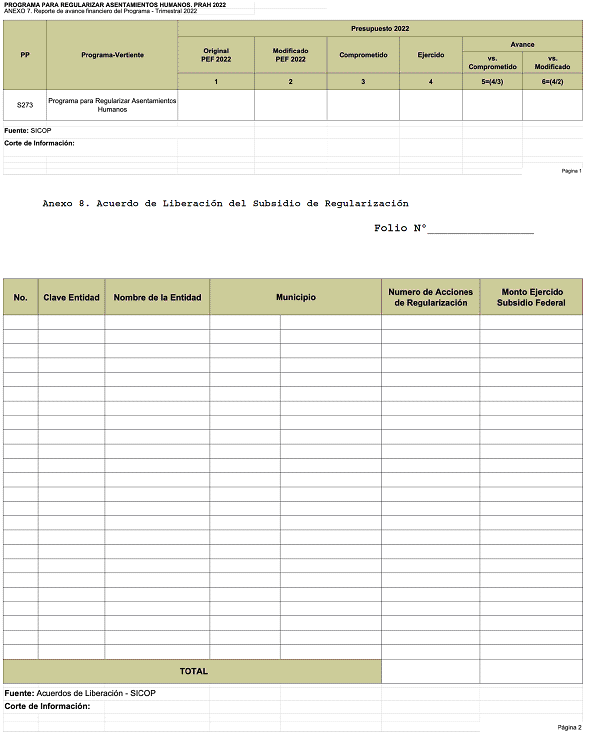 PROGRAMA PARA REGULARIZAR ASENTAMIENTOS HUMANOS. PRAH 2022
ANEXO 7. Reporte de avance financiero del Programa - Trimestral 2022
PP
Programa-Vertiente
Presupuesto 2022
Original
PEF 2022
Modificado
PEF 2022
Comprometido
Ejercido
Avance
vs.
Comprometido
vs.
Modificado
1
2
3
4
5=(4/3)
6=(4/2)
S273
Programa para Regularizar Asentamientos
Humanos
Fuente: SICOP
Corte de Información:
Página 1
Anexo 8. Acuerdo de Liberación del Subsidio de Regularización
Folio N°_________________
No.
Clave Entidad
Nombre de la Entidad
Municipio
Numero de Acciones
de Regularización
Monto Ejercido
Subsidio Federal
TOTAL
Fuente: Acuerdos de Liberación - SICOP
Corte de Información:
Página 2